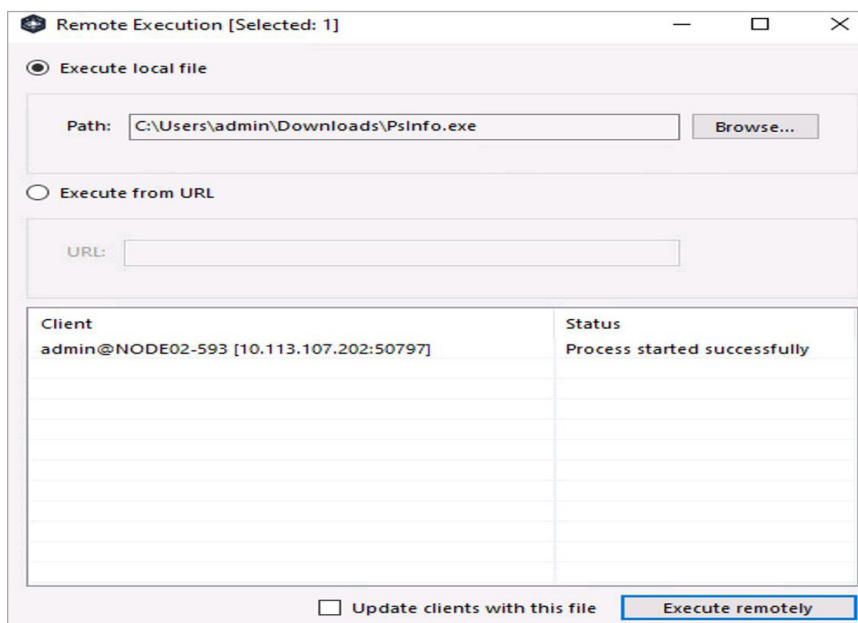 Remote Execution [Selected: 1]
Execute local file
Path: C:\Users\admin\Downloads\PsInfo.exe Browse...
Execute from URL
URL:
Client Status
admin@NODE02-593 [10.113.107.202:50797] Process started successfully
Update clients with this file Execute remotely